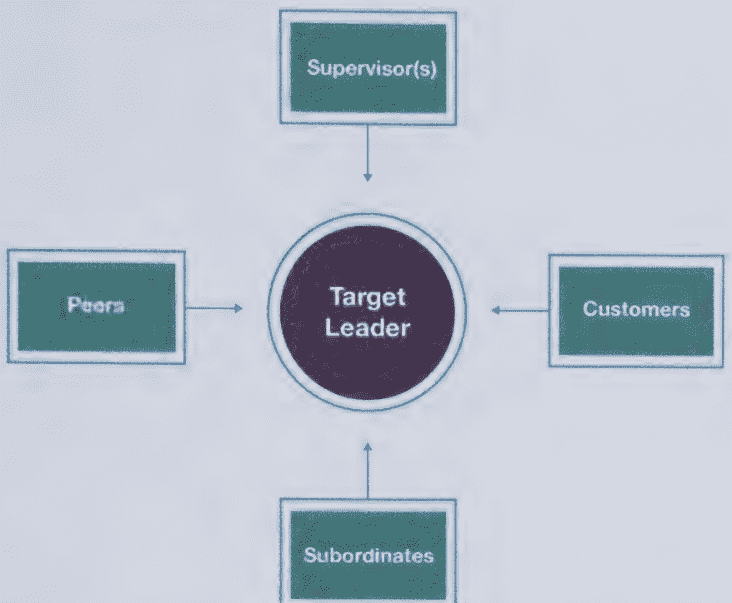 Supervisor(s)
Peers
Target
Leader
Customers
Subordinates